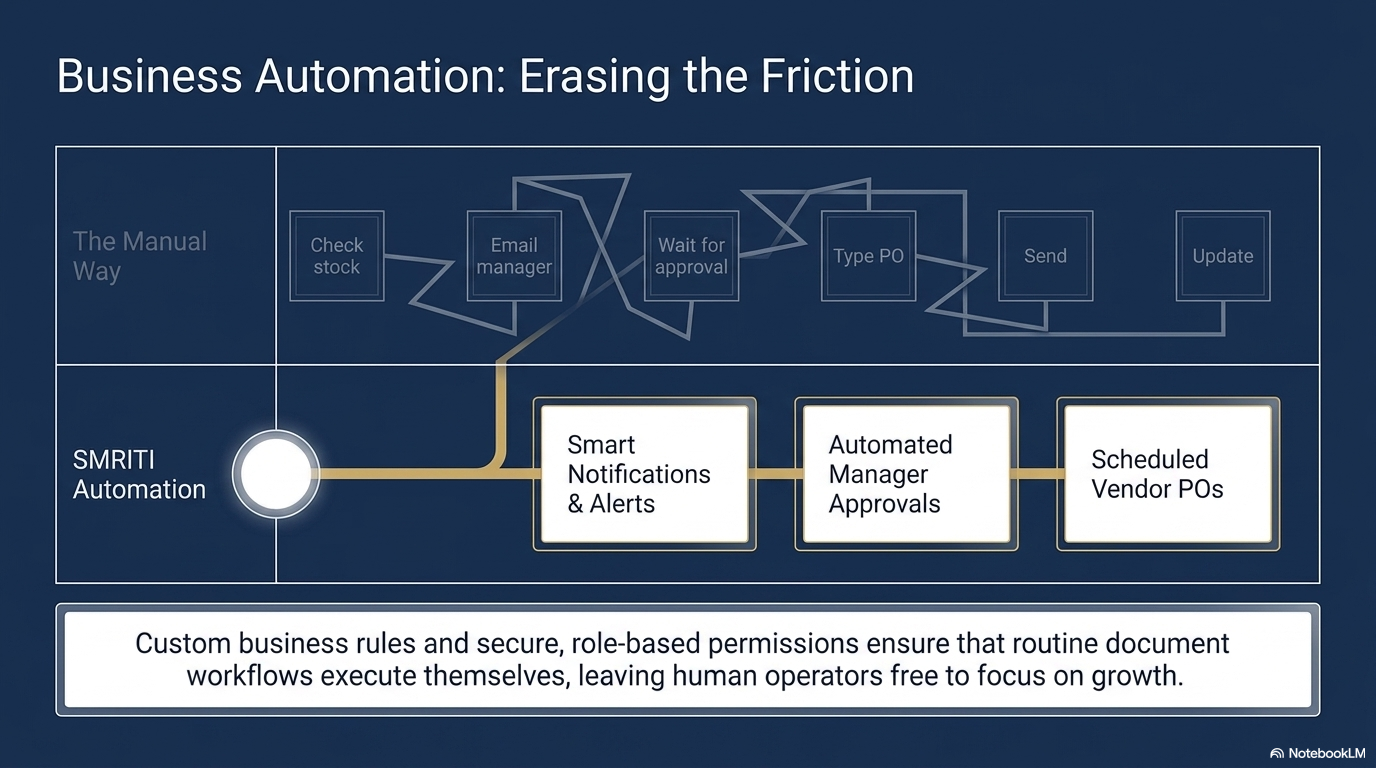 Business Automation: Erasing the Friction
The Manual
Way
Check
stock
Email
manager
Wait for
approval
Type PO
Send
Update
SMRITI
Automation
Smart
Notifications
& Alerts
Automated
Manager
Approvals
Scheduled
Vendor POs
Custom business rules and secure, role-based permissions ensure that routine document
workflows execute themselves, leaving human operators free to focus on growth.
NotebookLM